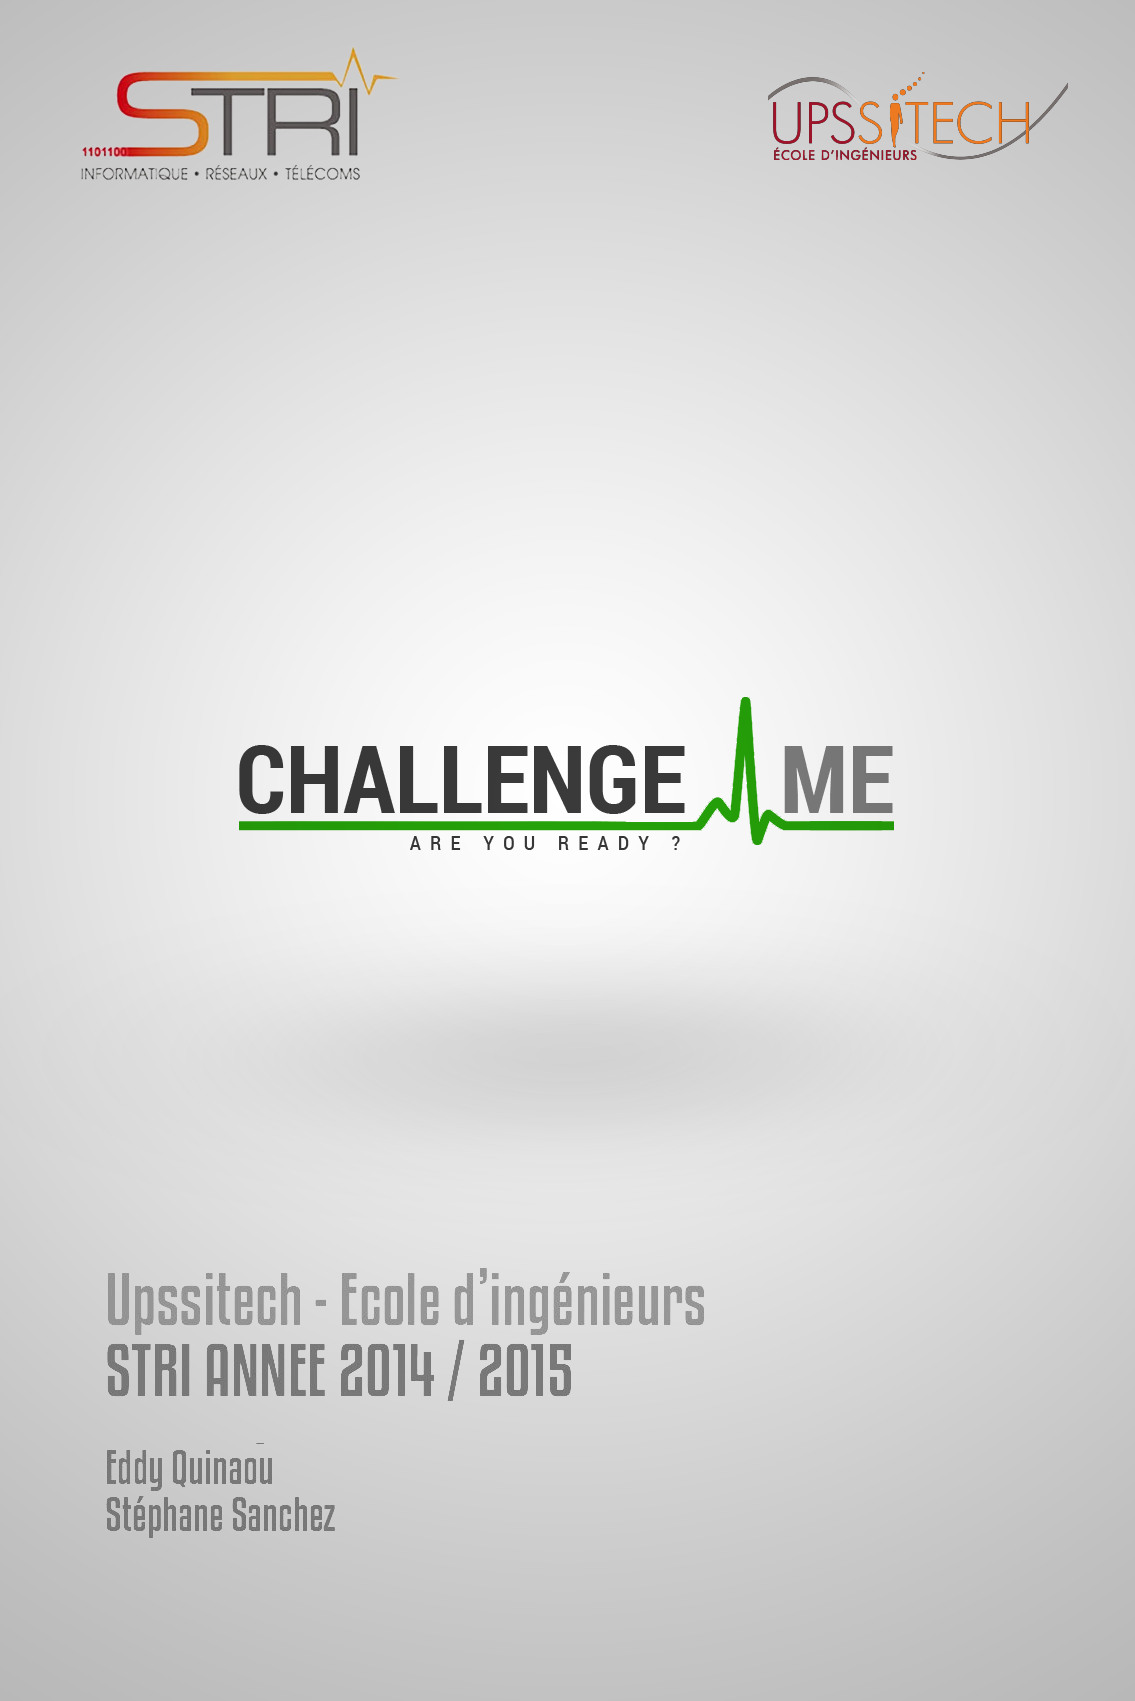 STRI
1101100
INFORMATIQUE • RÉSEAUX • TÉLÉCOMS
UPSSITECH
ÉCOLE D'INGÉNIEURS
CHALLENGE ME
ARE YOU READY ?
Upssitech - Ecole d'ingénieurs
STRI ANNEE 2014 / 2015
Eddy Quinaou
Stéphane Sanchez